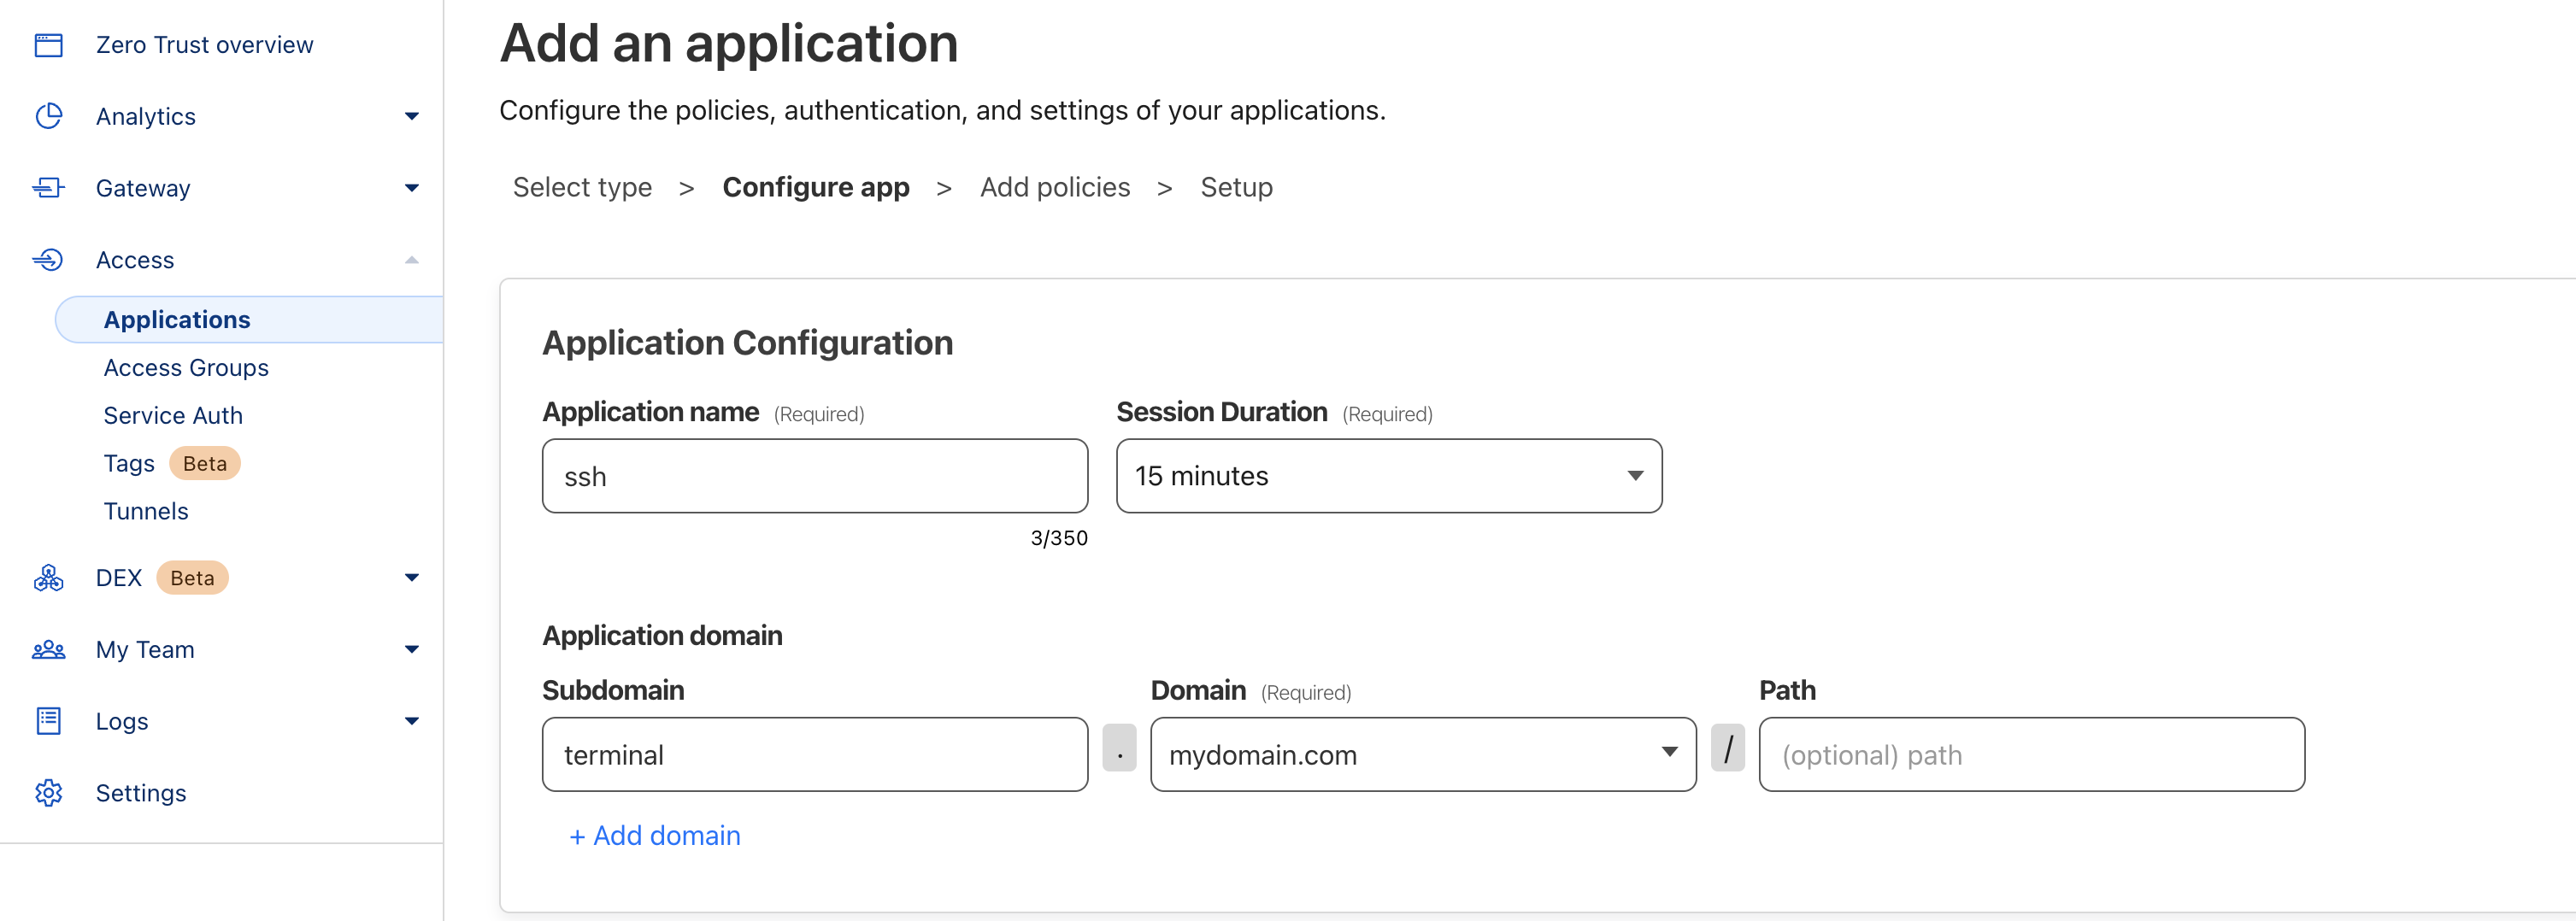 Zero Trust overview
Analytics
Gateway
Access
Applications
Access Groups
Service Auth
Tags Beta
Tunnels
DEX Beta
My Team
Logs
Settings
Add an application
Configure the policies, authentication, and settings of your applications.
Select type > Configure app > Add policies > Setup
Application Configuration
Application name (Required) Session Duration (Required)
ssh 15 minutes
3/350
Application domain
Subdomain Domain (Required) Path
terminal . mydomain.com / (optional) path
+ Add domain